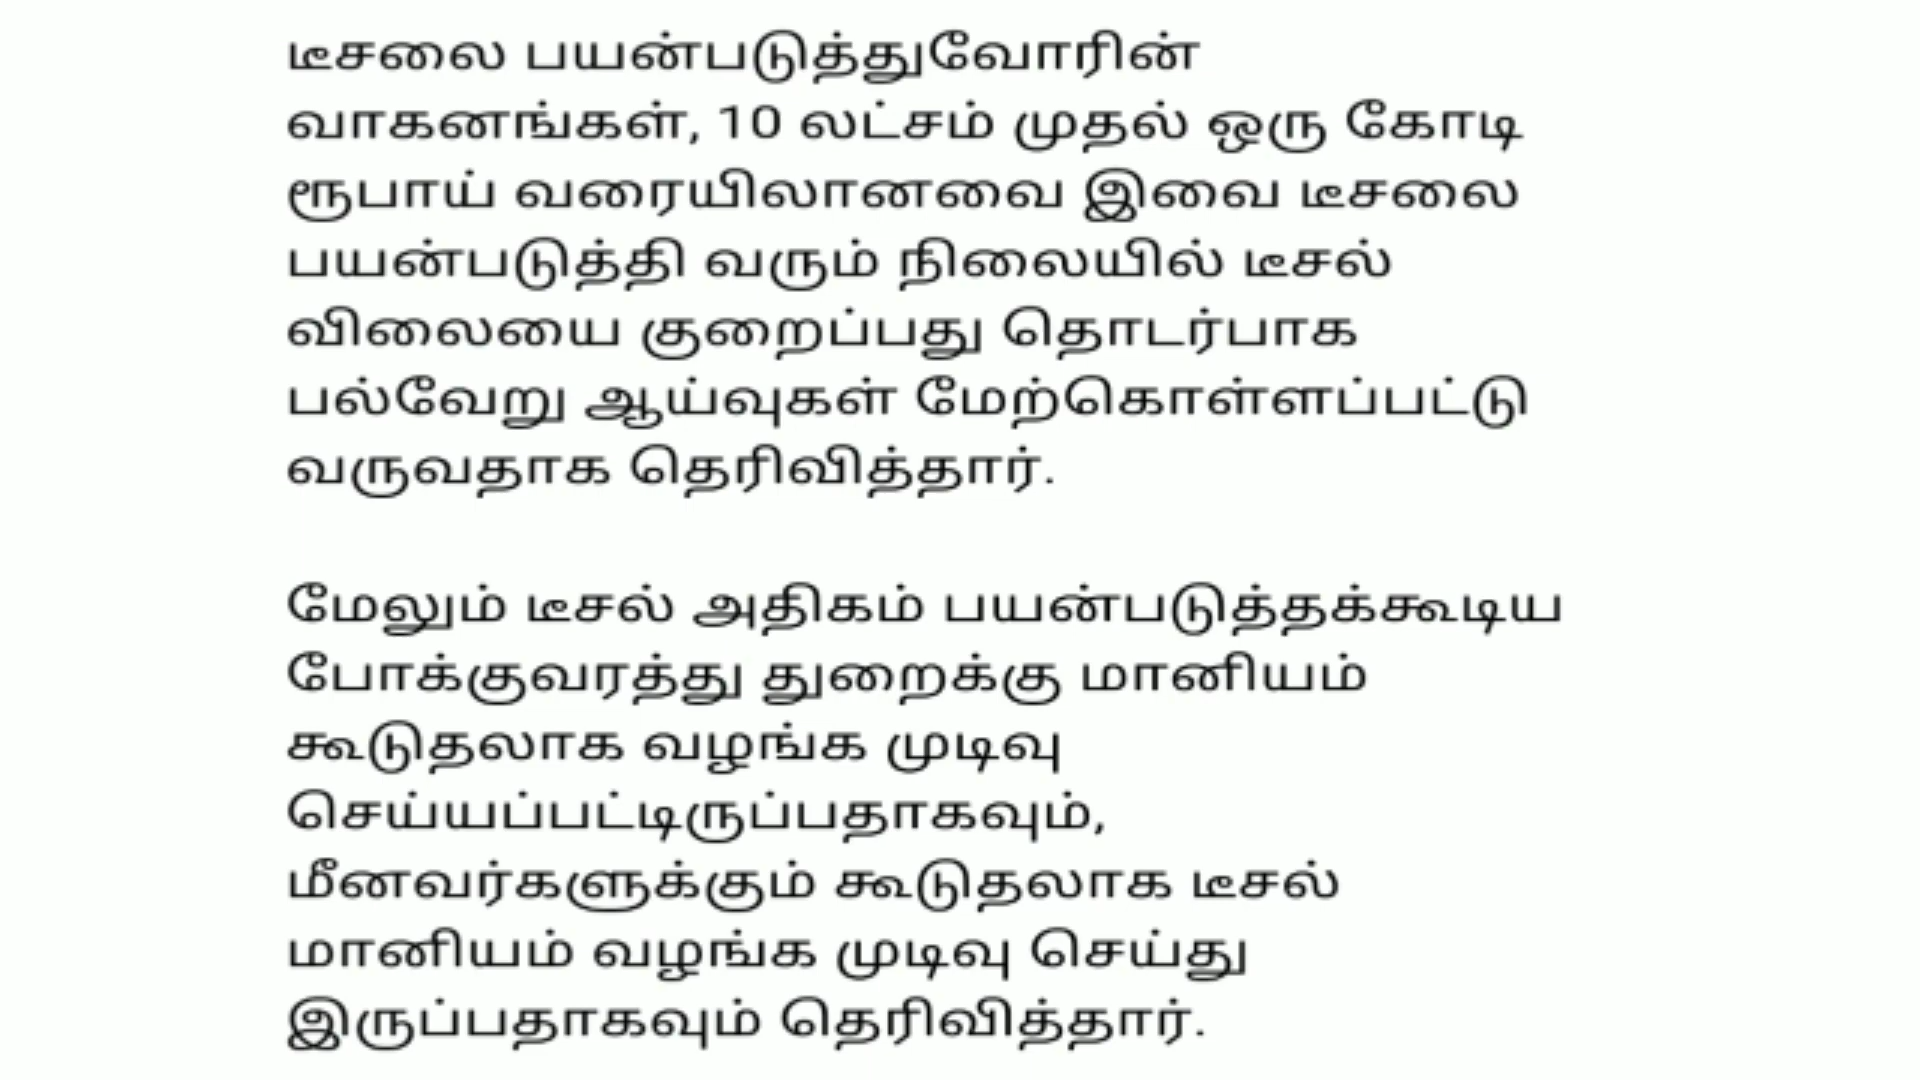 டீசலை பயன்படுத்துவோரின்
வாகனங்கள், 10 லட்சம் முதல் ஒரு கோடி
ரூபாய் வரையிலானவை இவை டீசலை
பயன்படுத்தி வரும் நிலையில் டீசல்
விலையை குறைப்பது தொடர்பாக
பல்வேறு ஆய்வுகள் மேற்கொள்ளப்பட்டு
வருவதாக தெரிவித்தார்.
மேலும் டீசல் அதிகம் பயன்படுத்தக்கூடிய
போக்குவரத்து துறைக்கு மானியம்
கூடுதலாக வழங்க முடிவு
செய்யப்பட்டிருப்பதாகவும்,
மீனவர்களுக்கும் கூடுதலாக டீசல்
மானியம் வழங்க முடிவு செய்து
இருப்பதாகவும் தெரிவித்தார்.